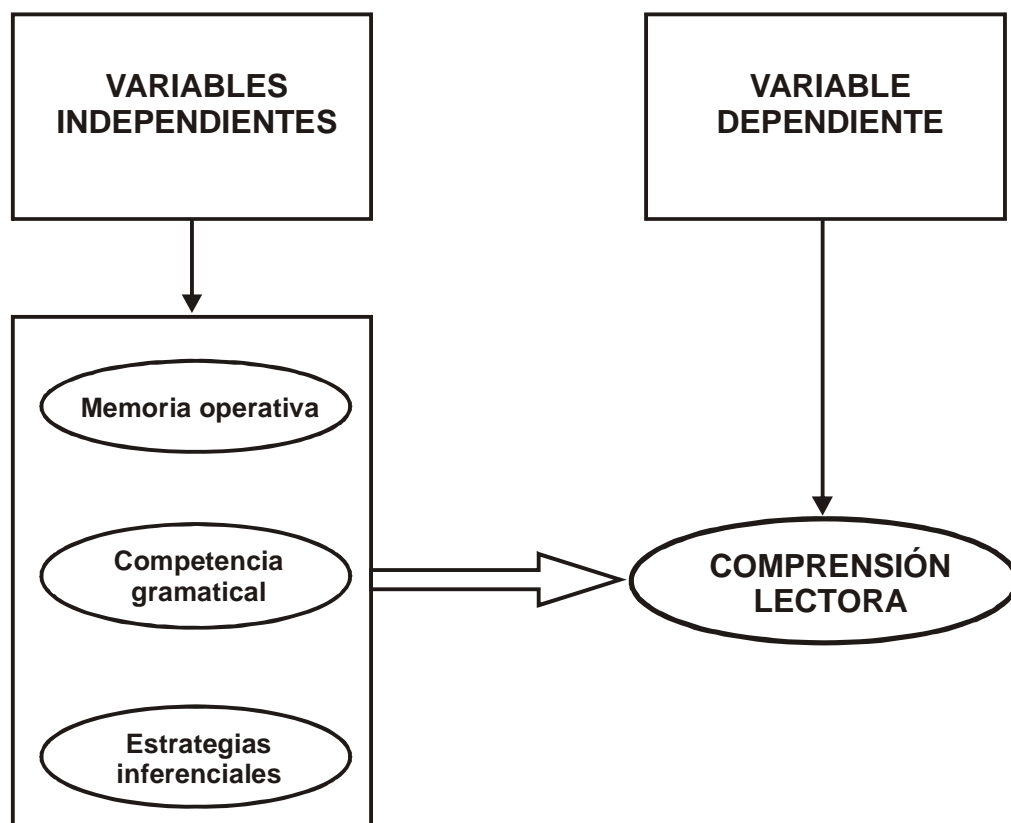 VARIABLES
INDEPENDIENTES
VARIABLE
DEPENDIENTE
Memoria operativa
Competencia
gramatical
COMPRENSIÓN
LECTORA
Estrategias
inferenciales